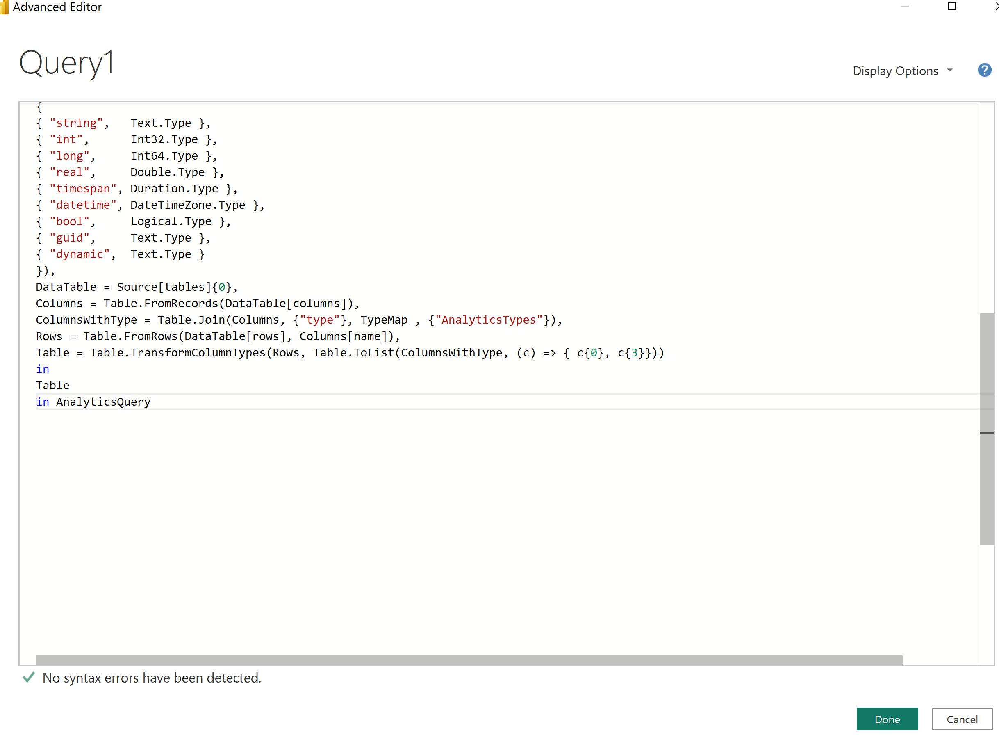 Advanced Editor
Query1
Display Options
?
{
{ "string",   Text.Type },
{ "int",      Int32.Type },
{ "long",     Int64.Type },
{ "real",     Double.Type },
{ "timespan", Duration.Type },
{ "datetime", DateTimeZone.Type },
{ "bool",     Logical.Type },
{ "guid",     Text.Type },
{ "dynamic",  Text.Type }
}),
DataTable = Source[tables]{0},
Columns = Table.FromRecords(DataTable[columns]),
ColumnsWithType = Table.Join(Columns, {"type"}, TypeMap , {"AnalyticsTypes"}),
Rows = Table.FromRows(DataTable[rows], Columns[name]),
Table = Table.TransformColumnTypes(Rows, Table.ToList(ColumnsWithType, (c) => { c{0}, c{3}}))
in
Table
in AnalyticsQuery
No syntax errors have been detected.
Done
Cancel